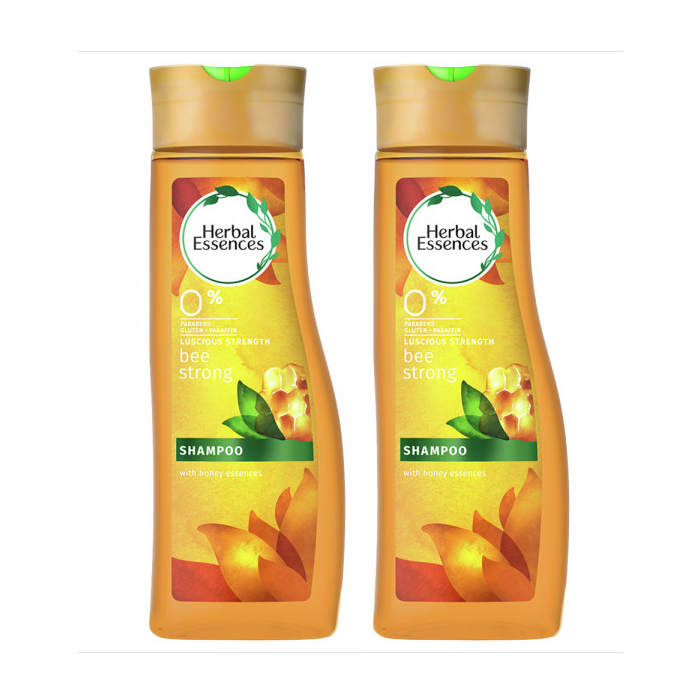 Herbal
Essences
0%
PARABENS
GLUTEN • PARAFFIN
LUSCIOUS STRENGTH
bee
strong
SHAMPOO
with honey essences
Herbal
Essences
0%
PARABENS
GLUTEN • PARAFFIN
LUSCIOUS STRENGTH
bee
strong
SHAMPOO
with honey essences